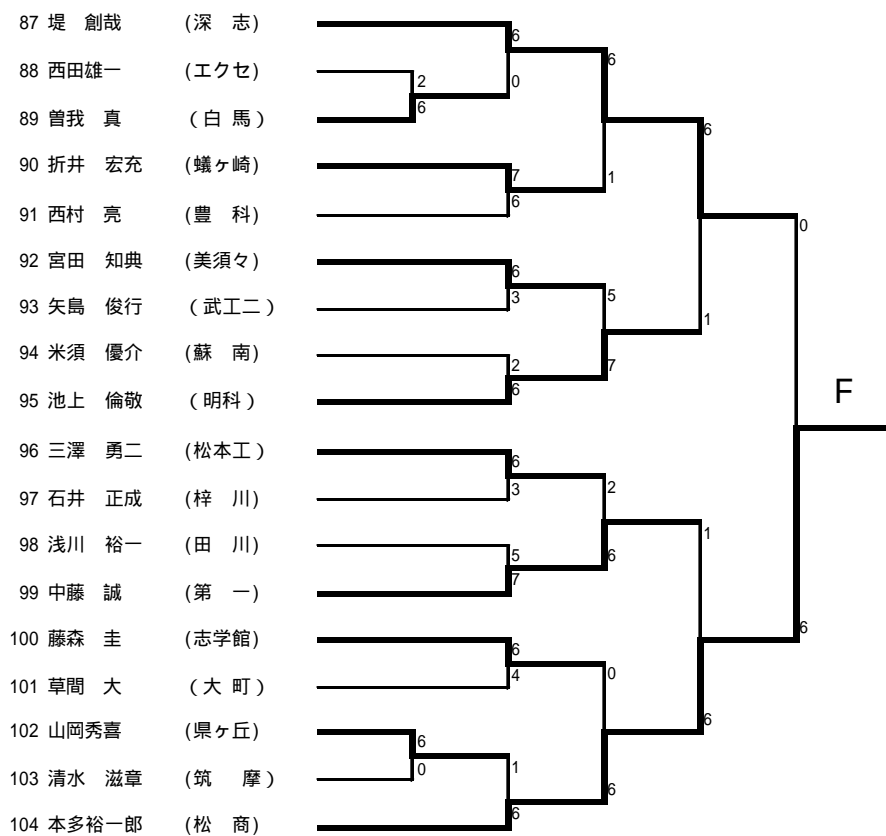 87 堤　創哉 (深　志) 6
6
88 西田雄一 (エクセ) 2 0
89 曽我　真 (白 馬) 6
6
90 折井　宏充 (蟻ヶ崎) 7
1
91 西村　亮 (豊　科) 6
0
92 宮田　知典 (美須々) 6
5
93 矢島　俊行 (武工二) 3
1
94 米須　優介 (蘇　南) 2
7
95 池上　倫敬 (明科) 6
F
96 三澤　勇二 (松本工) 6
2
97 石井　正成 (梓　川) 3
1
98 浅川　裕一 (田　川) 5
6
99 中藤　誠 (第　一) 7
6
100 藤森　圭 (志学館) 6
0
101 草間　大 (大 町) 4
6
102 山岡秀喜 (県ヶ丘) 6
1
103 清水　滋章 (筑　摩) 0
6
104 本多裕一郎 (松　商) 6